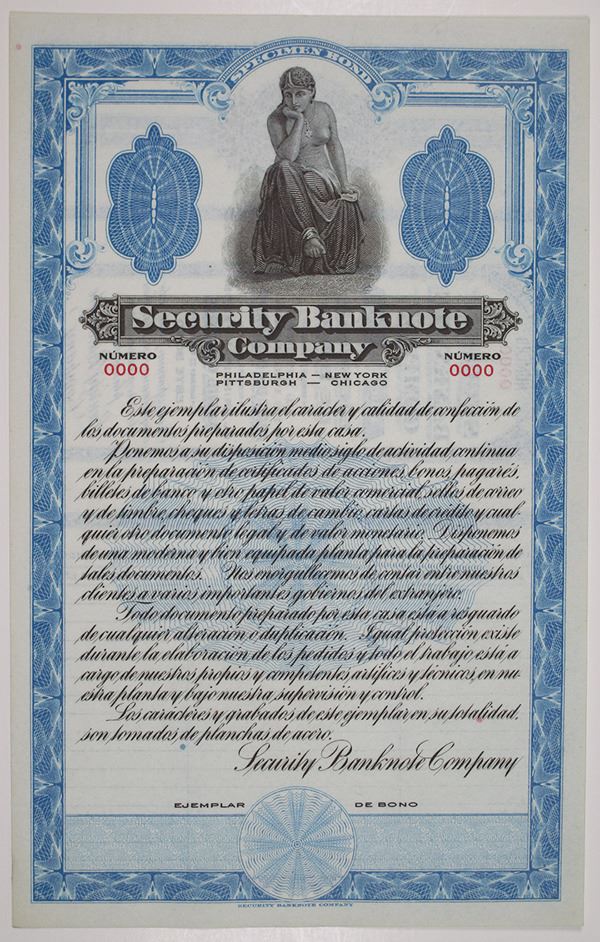 SPECIMEN BOND
Security Banknote
Company
NÚMERO
0000
PHILADELPHIA — NEW YORK
PITTSBURGH — CHICAGO
NÚMERO
0000
Este ejemplar ilustra el carácter y calidad de confección de
los documentos preparados por esta casa.
Ponemos a su disposición medio siglo de actividad continua
en la preparación de certificados de acciones, bonos, pagarés,
billetes de banco y otro papel de valor comercial, sellos de correo
y de timbre, cheques y letras de cambio, cartas de crédito y cual
quier otro documento legal y de valor monetario. Disponemos
de una moderna y bien equipada planta para la preparación de
tales documentos. Nos enorgullecemos de contar entre nuestros
clientes a varios importantes gobiernos del extranjero.
Todo documento preparado por esta casa esta a resguardo
de cualquier alteración o duplicación. Igual protección existe
durante la elaboración de los pedidos y todo el trabajo está a
cargo de nuestros propios y competentes artífices y técnicos, en nu-
estra planta y bajo nuestra supervisión y control.
Los carácteres y grabados de este ejemplar, en su totalidad,
son tomados de planchas de acero.
Security Banknote Company
EJEMPLAR DE BONO
SECURITY BANKNOTE COMPANY